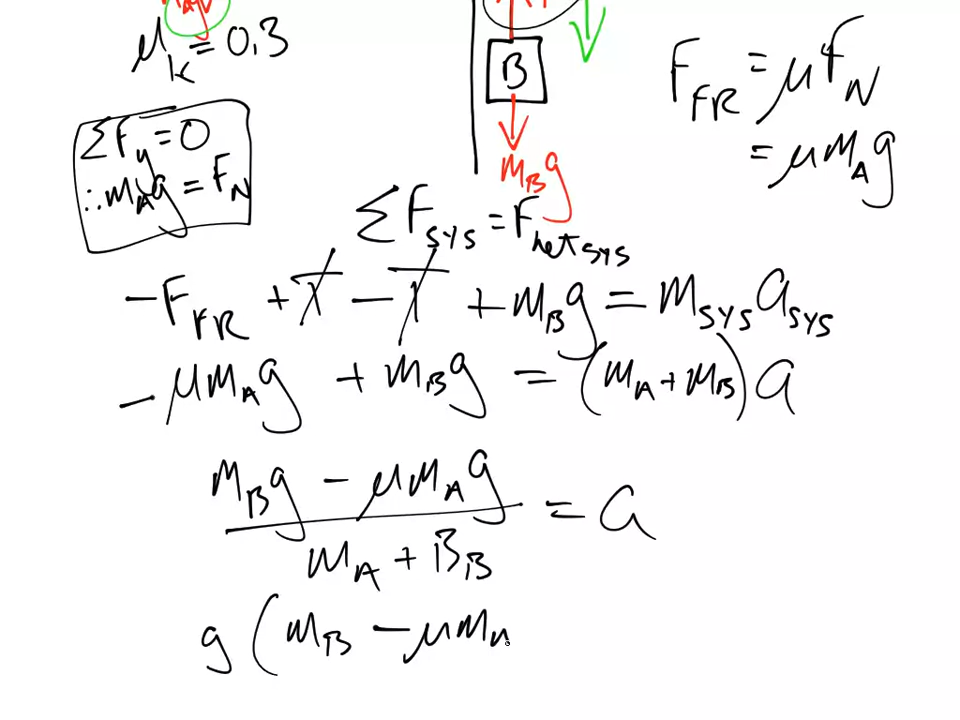 μk = 0.3
B
mBg
FFR = μFN
= μmAg
ΣFy = 0
∴ mAg = FN
ΣFsys = Fnet sys
-FFR + T - T + mBg = msys asys
-μmAg + mBg = (mA + mB) a
mBg - μmAg
mA + BB
= a
g (mB - μm